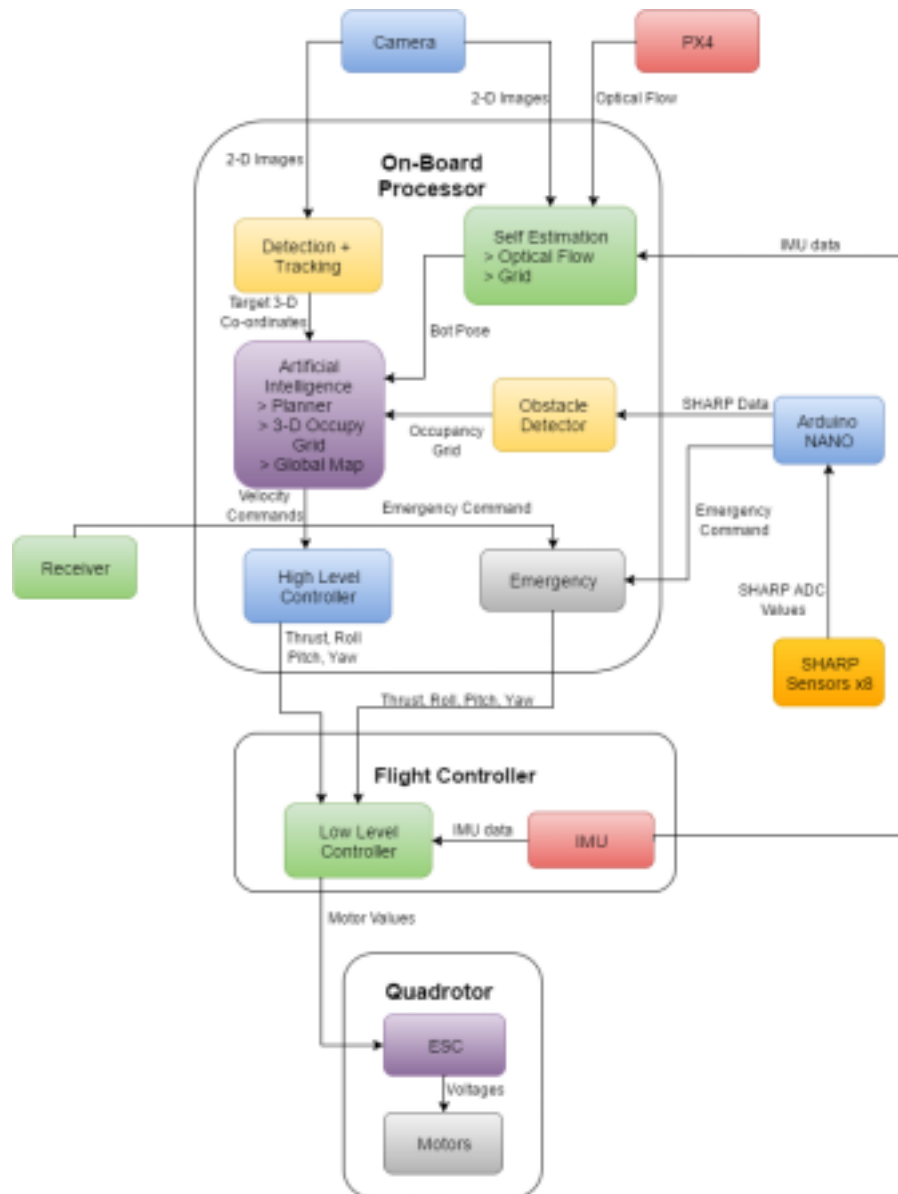 Camera
PX4
2-D Images
Optical Flow
2-D Images
On-Board
Processor
Detection +
Tracking
Self Estimation
> Optical Flow
> Grid
IMU data
Target 3-D
Co-ordinates
Bot Pose
Artificial
Intelligence
> Planner
> 3-D Occupy
Grid
> Global Map
Occupancy
Grid
Obstacle
Detector
SHARP Data
Arduino
NANO
Velocity
Commands
Emergency Command
Emergency
Command
Receiver
High Level
Controller
Emergency
SHARP ADC
Values
Thrust, Roll
Pitch, Yaw
SHARP
Sensors x8
Thrust, Roll, Pitch, Yaw
Flight Controller
Low Level
Controller
IMU data
IMU
Motor Values
Quadrotor
ESC
Voltages
Motors